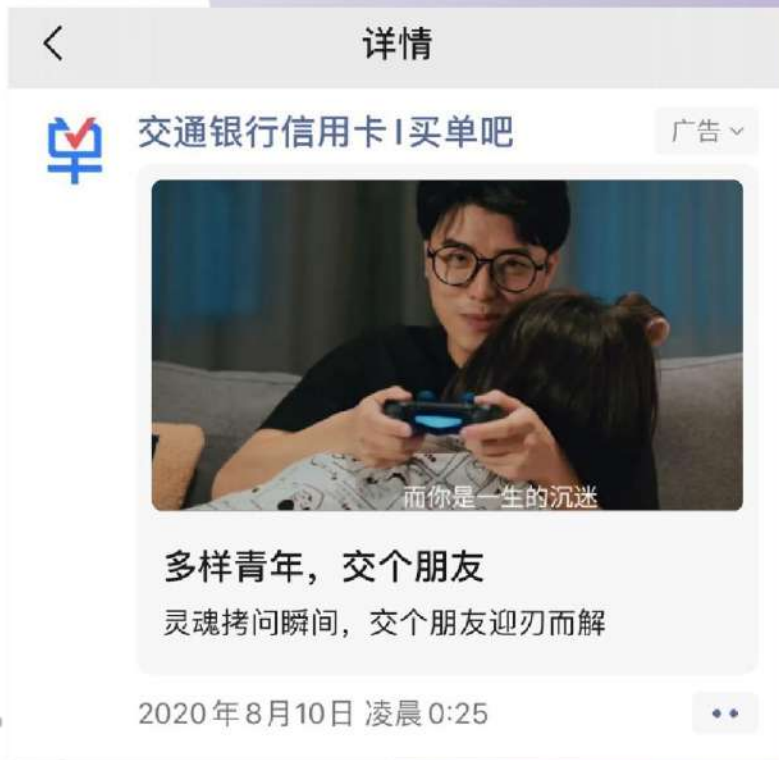 详情
交通银行信用卡|买单吧
广告
而你是一生的沉迷
多样青年，交个朋友
灵魂拷问瞬间，交个朋友迎刃而解
2020年8月10日 凌晨0:25